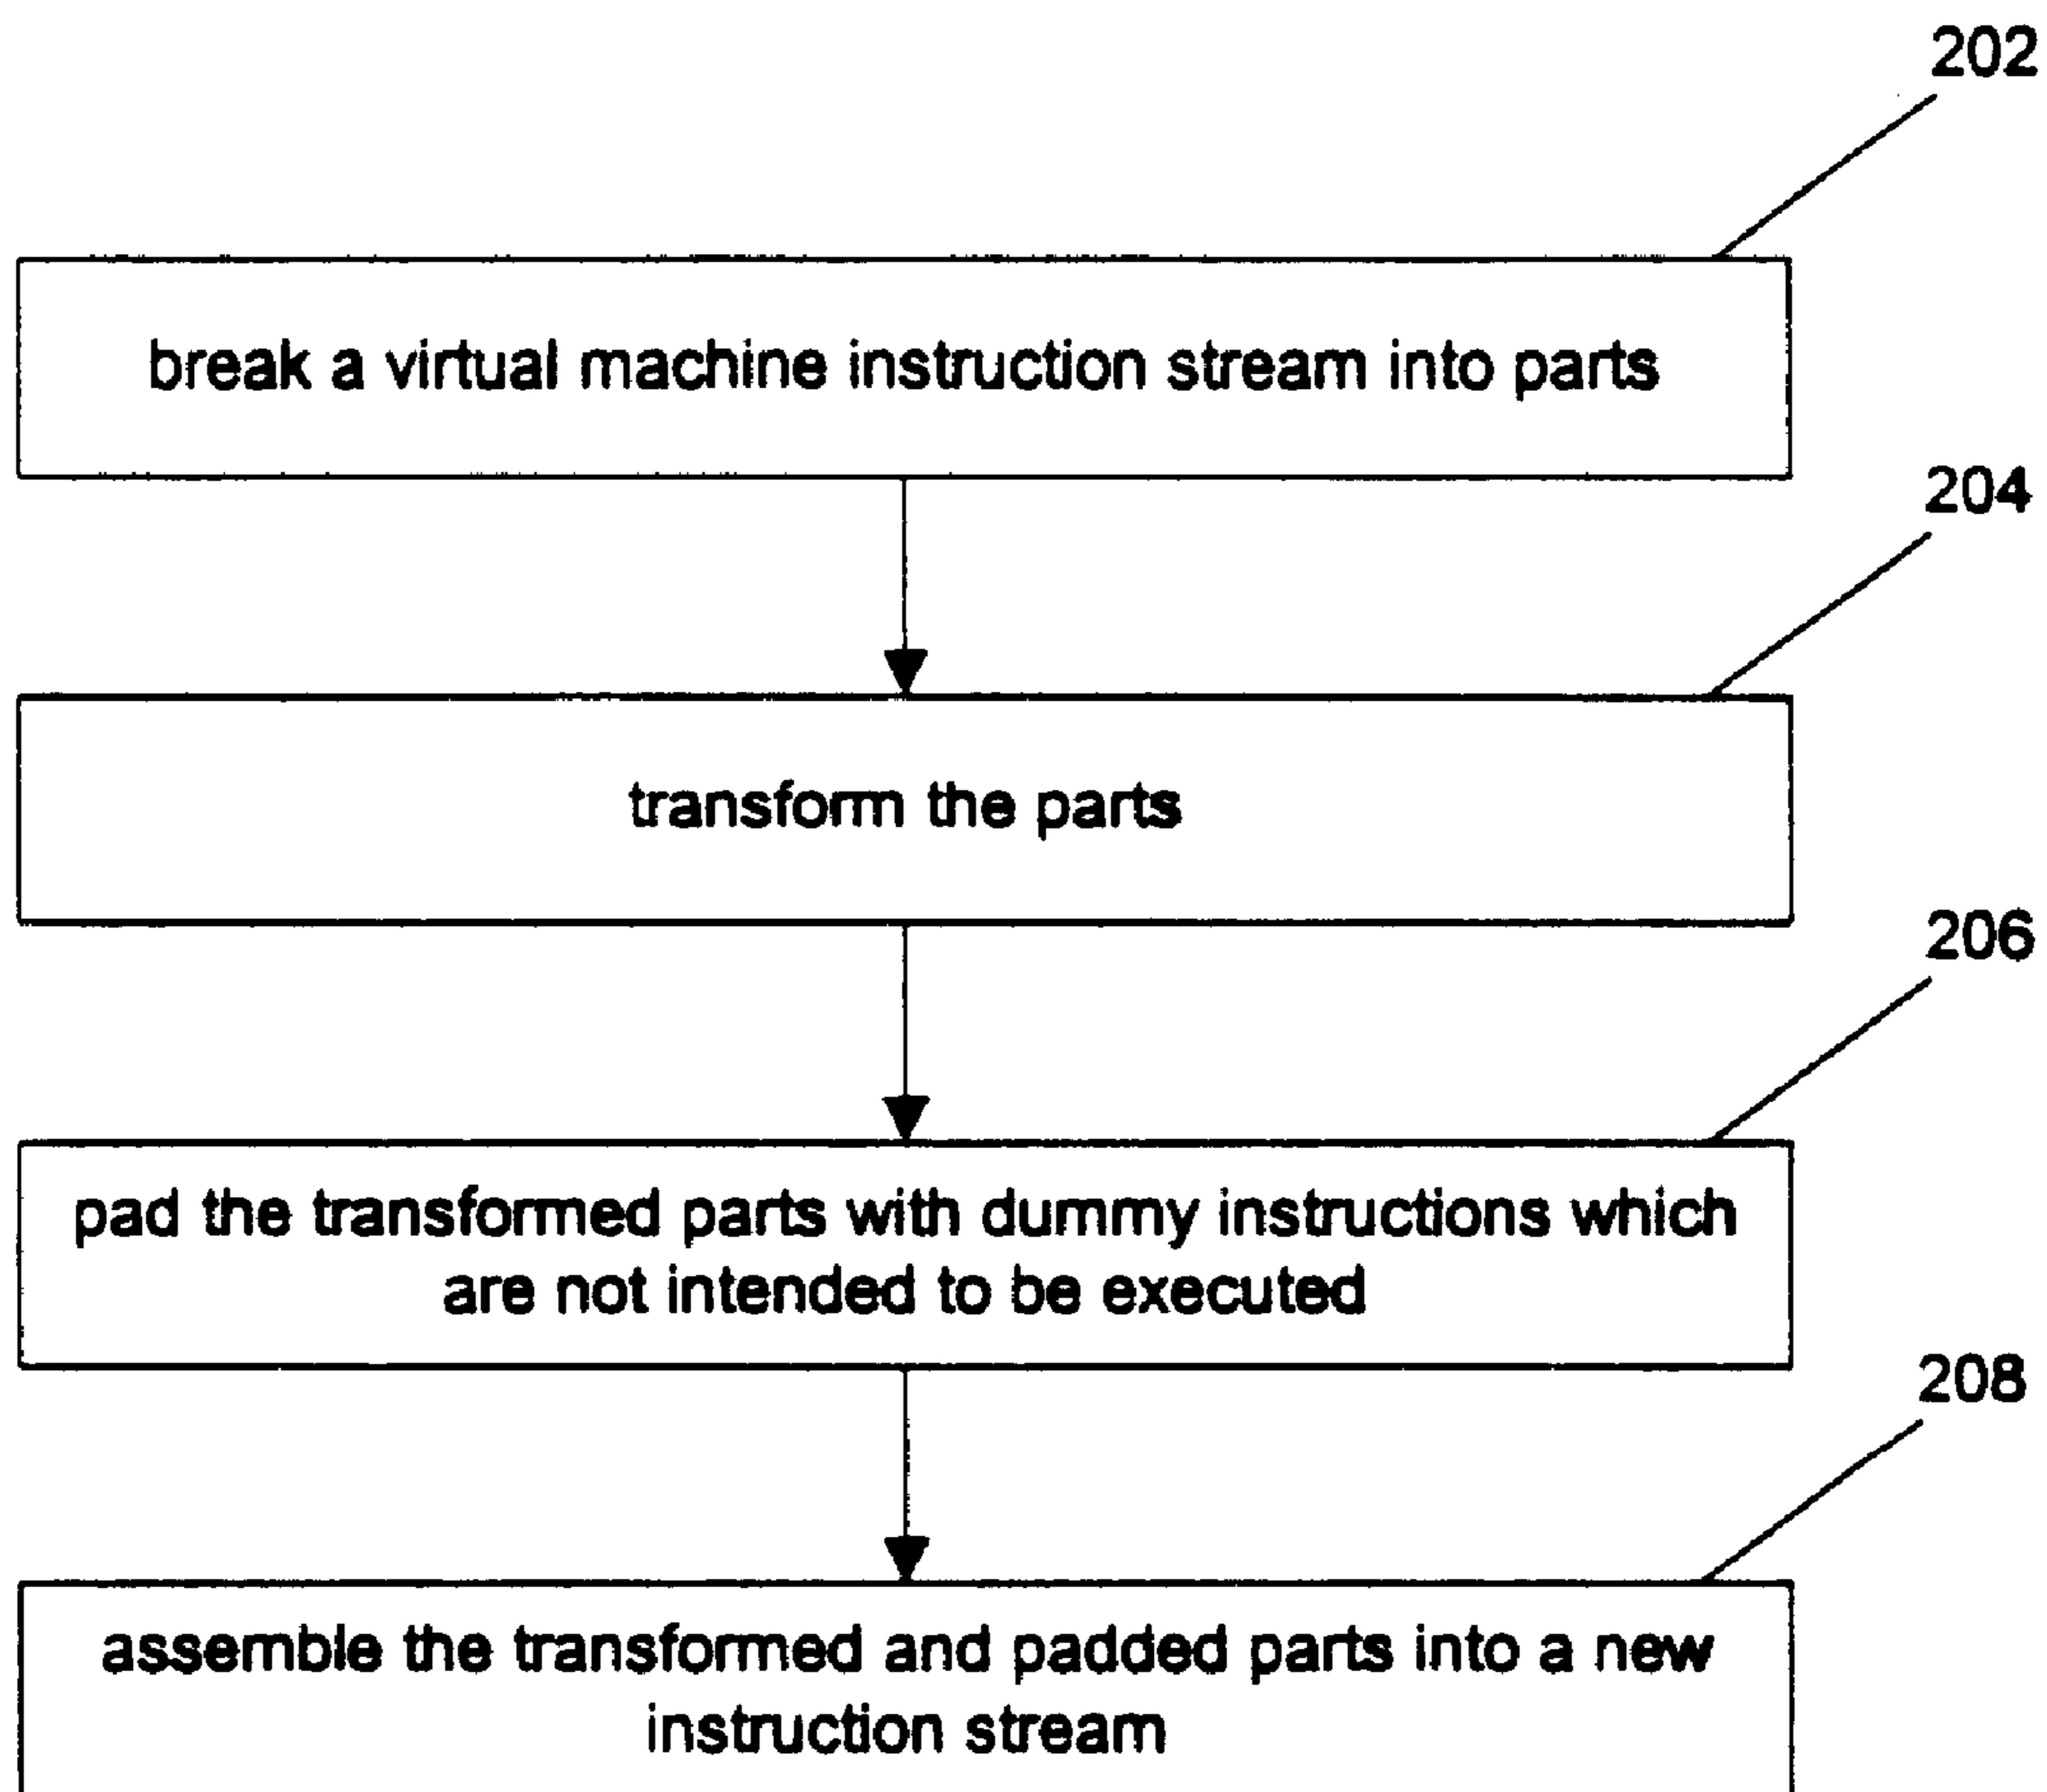 202
break a virtual machine instruction stream into parts
204
transform the parts
206
pad the transformed parts with dummy instructions which
are not intended to be executed
208
assemble the transformed and padded parts into a new
instruction stream